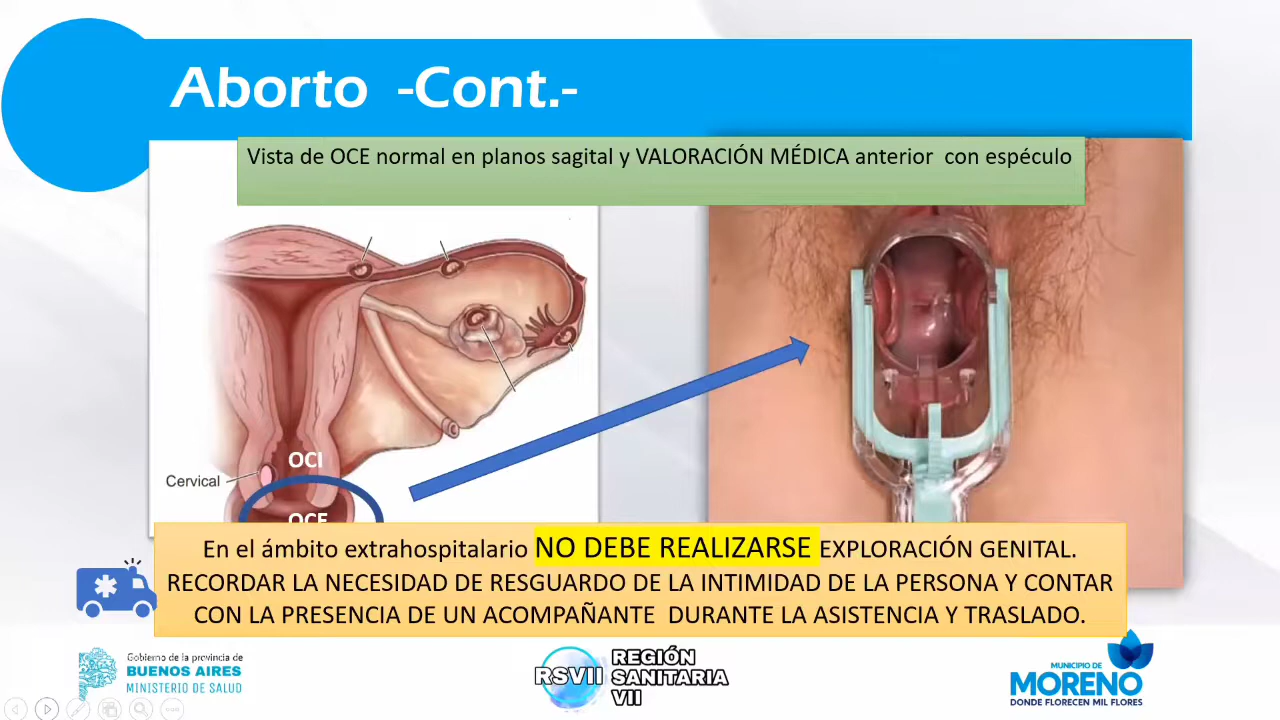 Aborto -Cont.-
Vista de OCE normal en planos sagital y VALORACIÓN MÉDICA anterior con espéculo
OCI
Cervical
OCE
En el ámbito extrahospitalario NO DEBE REALIZARSE EXPLORACIÓN GENITAL.
RECORDAR LA NECESIDAD DE RESGUARDO DE LA INTIMIDAD DE LA PERSONA Y CONTAR
CON LA PRESENCIA DE UN ACOMPAÑANTE DURANTE LA ASISTENCIA Y TRASLADO.
Gobierno de la provincia de
BUENOS AIRES
MINISTERIO DE SALUD
RSVII
REGIÓN
SANITARIA
VII
MUNICIPIO DE
MORENO
DONDE FLORECEN MIL FLORES